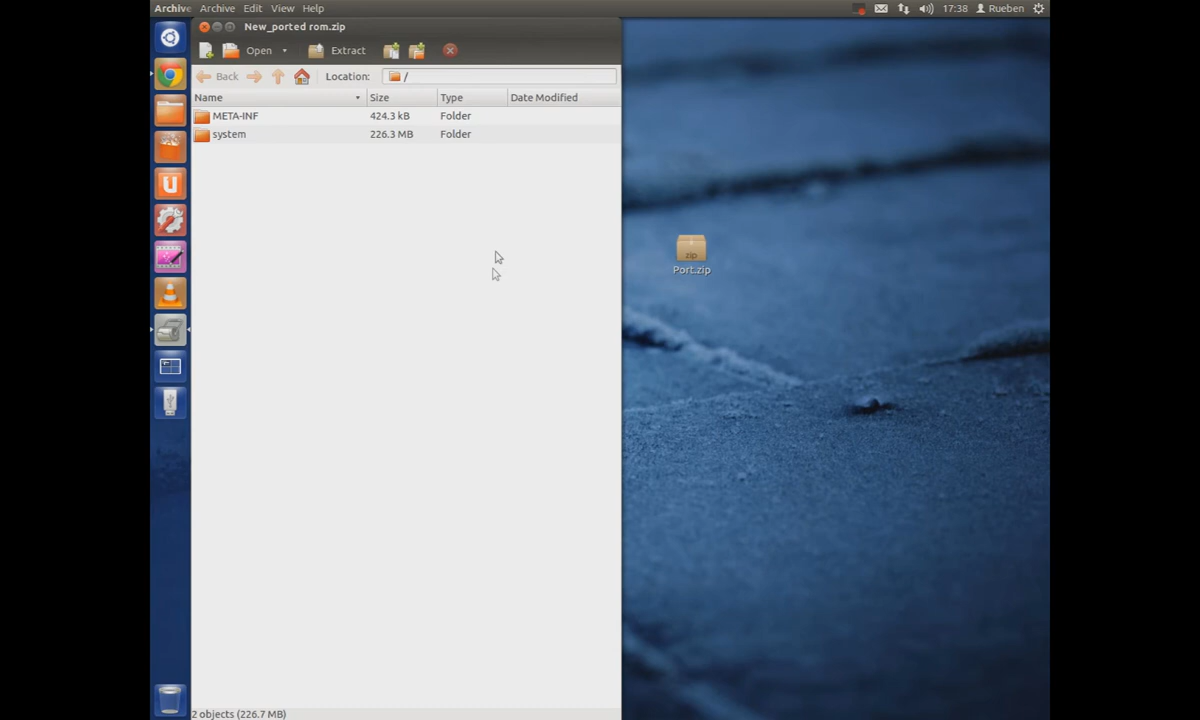 Archive Archive Edit View Help 17:38 Rueben
New_ported rom.zip
Open Extract
Back Location: /
Name Size Type Date Modified
META-INF 424.3 kB Folder
system 226.3 MB Folder
zip
Port.zip
2 objects (226.7 MB)